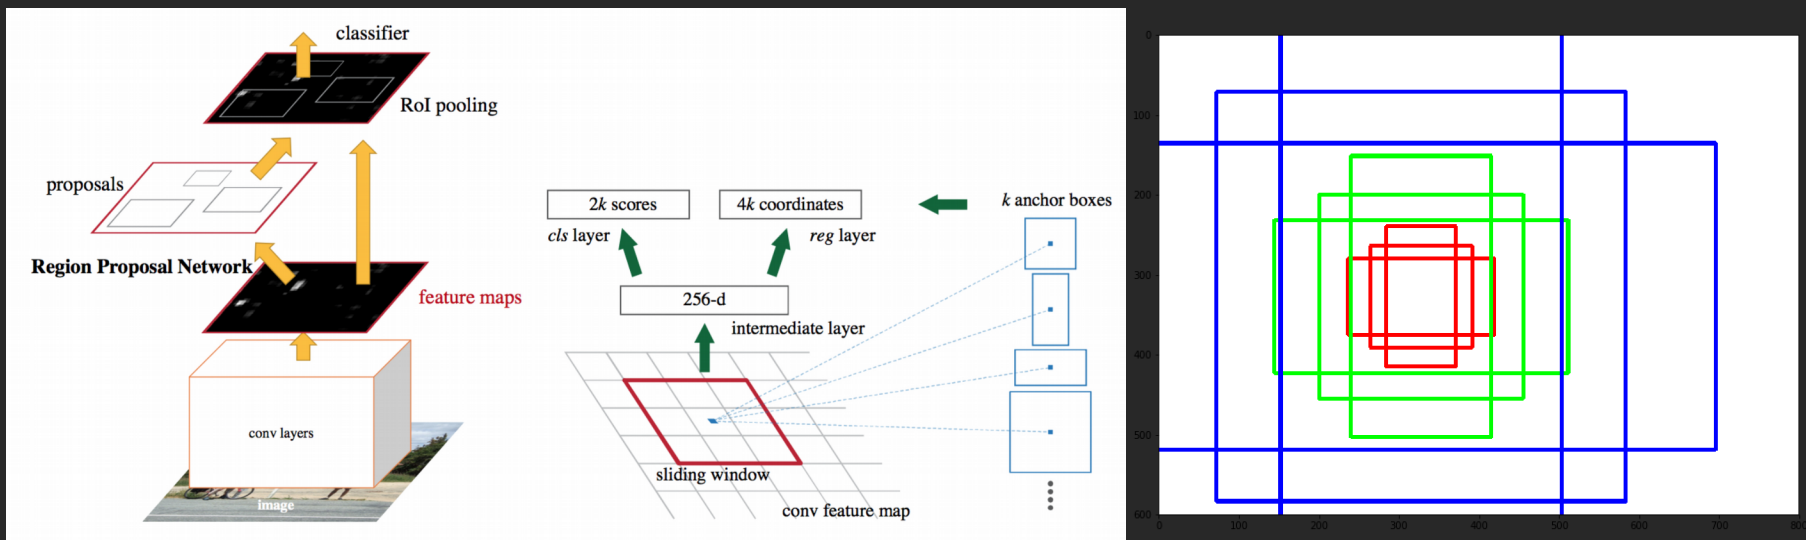 classifier
RoI pooling
proposals
Region Proposal Network
feature maps
conv layers
image
2k scores
4k coordinates
k anchor boxes
cls layer
reg layer
256-d
intermediate layer
sliding window
conv feature map
0
100
200
300
400
500
600
0 100 200 300 400 500 600 700 800